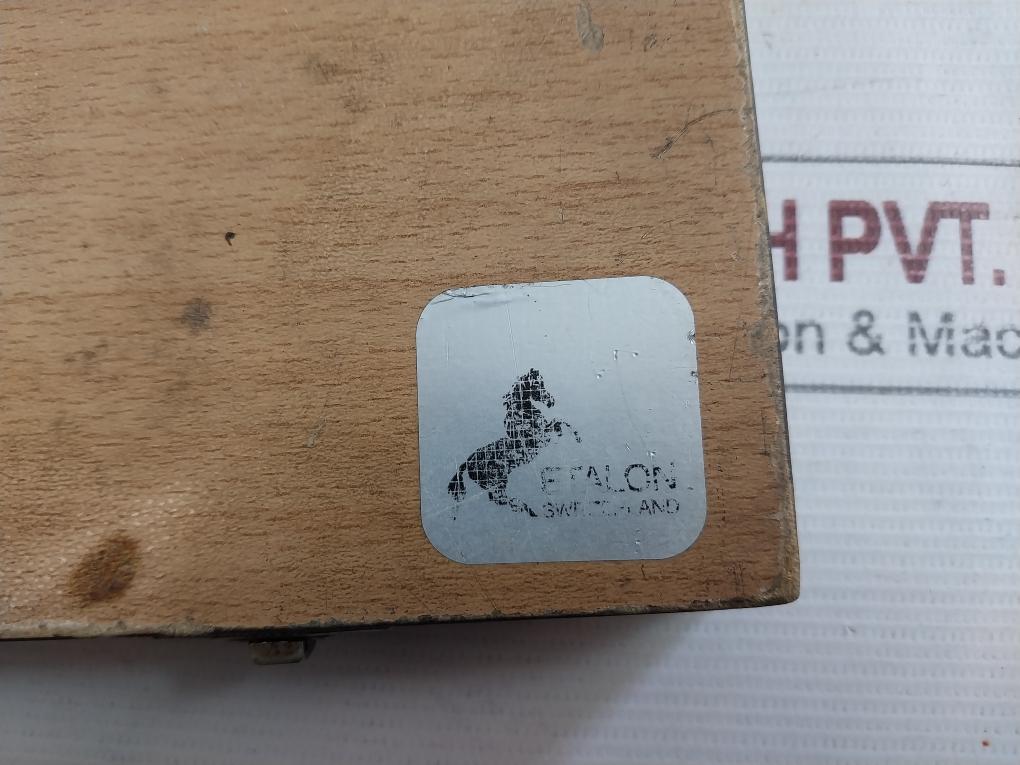 H PVT.
on & Mac
ETALON
SWITZERLAND